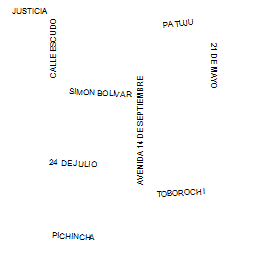 JUSTICIA
PATUJU
CALLE ESCUDO
21 DE MAYO
SIMON BOLIVAR
AVENIDA 14 DE SEPTIEMBRE
24 DE JULIO
TOBOROCHI
PICHINCHA